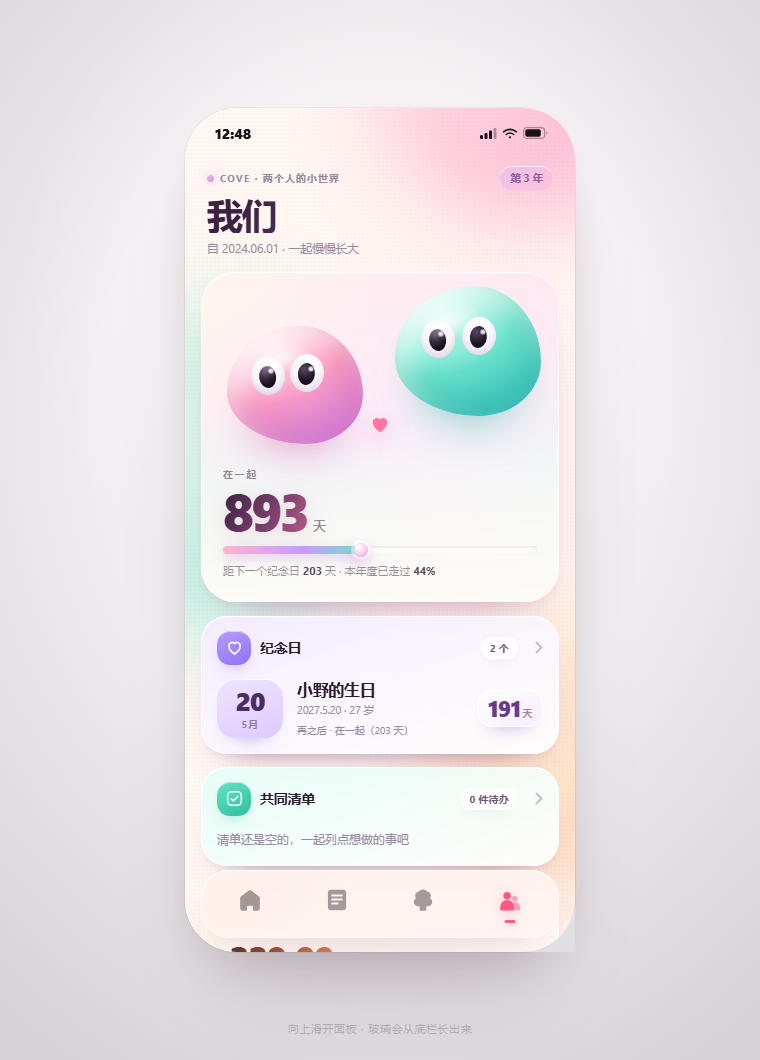 12:48
COVE · 两个人的小世界
第 3 年
我们
自 2024.06.01 · 一起慢慢长大
在一起
893 天
距下一个纪念日 203 天 · 本年度已走过 44%
纪念日
2 个
20
5月
小野的生日
2027.5.20 · 27 岁
再之后 · 在一起（203 天）
191天
共同清单
0 件待办
清单还是空的，一起列点想做的事吧
向上滑开面板 · 玻璃会从底栏长出来